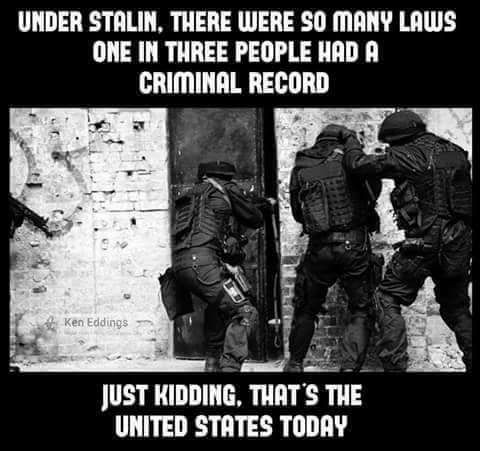 UNDER STALIN, THERE WERE SO MANY LAWS
ONE IN THREE PEOPLE HAD A
CRIMINAL RECORD
Ken Eddings
JUST KIDDING, THAT'S THE
UNITED STATES TODAY